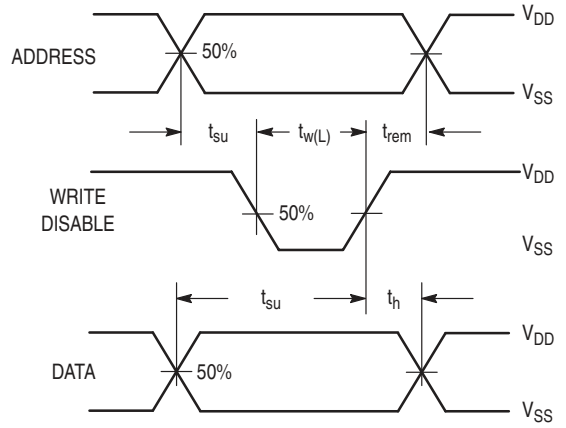 V_DD
ADDRESS
50%
V_SS
t_su
t_w(L)
t_rem
V_DD
WRITE
DISABLE
50%
V_SS
t_su
t_h
V_DD
DATA
50%
V_SS